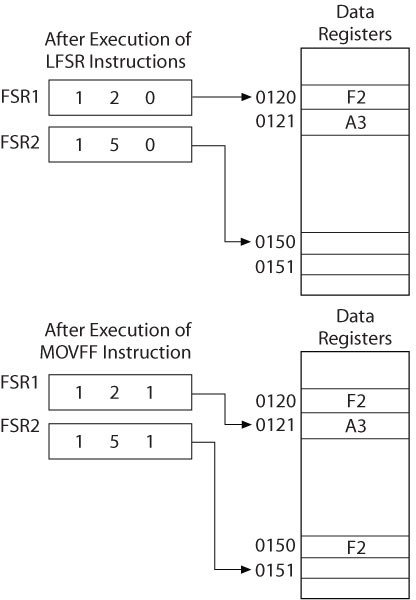 Data
Registers
After Execution of
LFSR Instructions
FSR1 1 2 0 0120 F2
0121 A3
FSR2 1 5 0
0150
0151
Data
Registers
After Execution of
MOVFF Instruction
FSR1 1 2 1 0120 F2
FSR2 1 5 1 0121 A3
0150 F2
0151